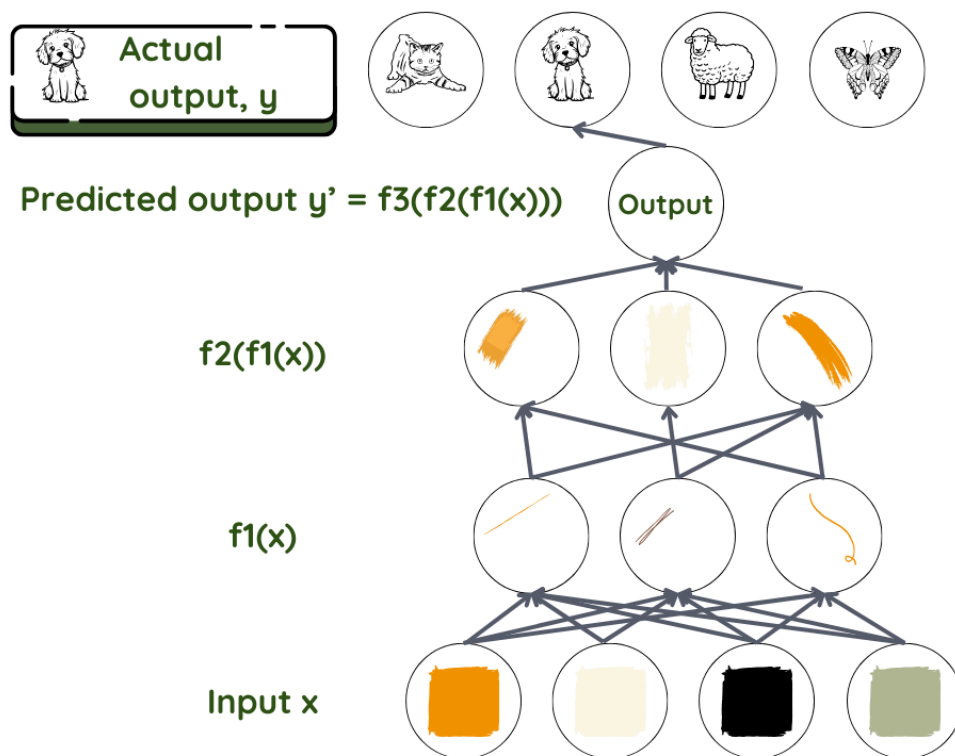 Actual
output, y
Predicted output y’ = f3(f2(f1(x)))
Output
f2(f1(x))
f1(x)
Input x